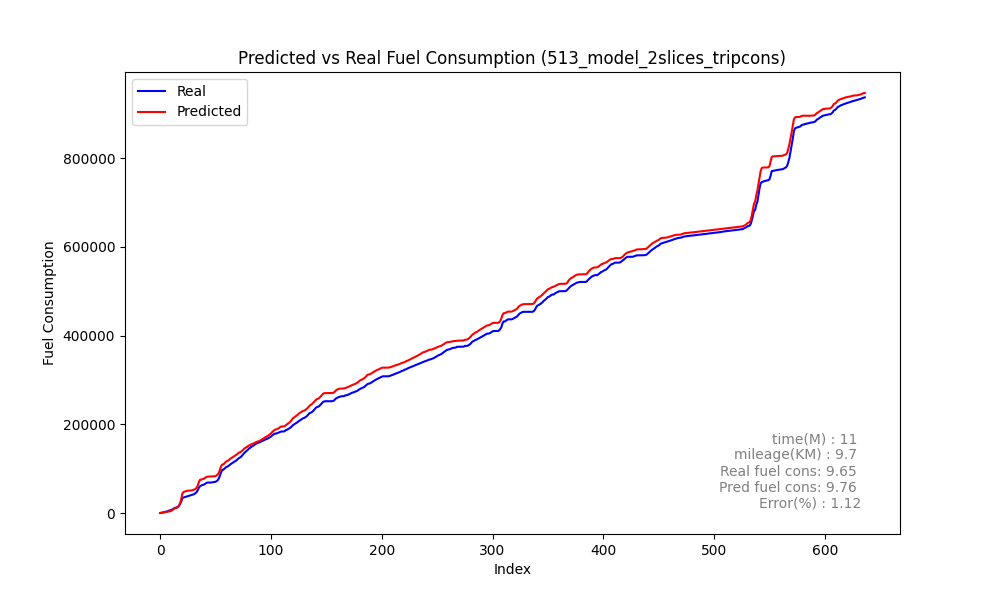 Predicted vs Real Fuel Consumption (513_model_2slices_tripcons)
Real
Predicted
Fuel Consumption
800000
600000
400000
200000
0
time(M) : 11
mileage(KM) : 9.7
Real fuel cons: 9.65
Pred fuel cons: 9.76
Error(%) : 1.12
0 100 200 300 400 500 600
Index